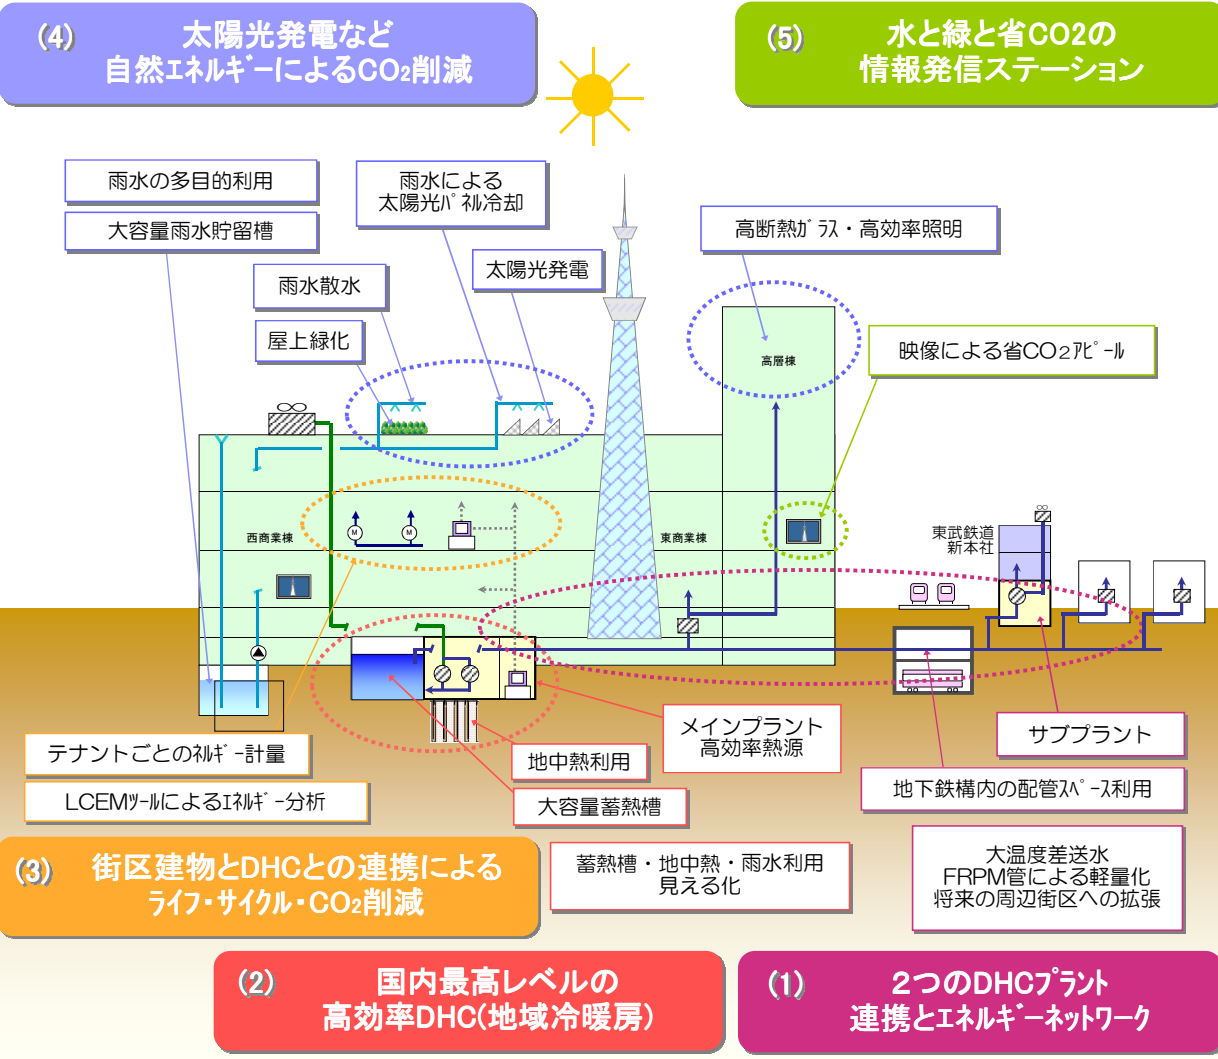 (4)
太陽光発電など
自然ｴﾈﾙｷﾞｰによるCO₂削減
(5)
水と緑と省CO2の
情報発信ステーション
雨水の多目的利用
大容量雨水貯留槽
雨水による
太陽光ﾊﾟﾈﾙ冷却
太陽光発電
雨水散水
屋上緑化
高断熱ｶﾞﾗｽ・高効率照明
映像による省CO２ｱﾋﾟｰﾙ
高層棟
西商業棟
M
M
東商業棟
東武鉄道
新本社
テナントごとのﾈﾙｷﾞｰ計量
LCEMﾂｰﾙによるｴﾈﾙｷﾞｰ分析
地中熱利用
大容量蓄熱槽
メインプラント
高効率熱源
サブプラント
地下鉄構内の配管ｽﾍﾟｰｽ利用
(3)
街区建物とDHCとの連携による
ﾗｲﾌ・ｻｲｸﾙ・CO₂削減
蓄熱槽・地中熱・雨水利用
見える化
大温度差送水
FRPM管による軽量化
将来の周辺街区への拡張
(2)
国内最高レベルの
高効率DHC(地域冷暖房)
(1)
２つのDHCﾌﾟﾗﾝﾄ
連携とｴﾈﾙｷﾞｰネットワーク